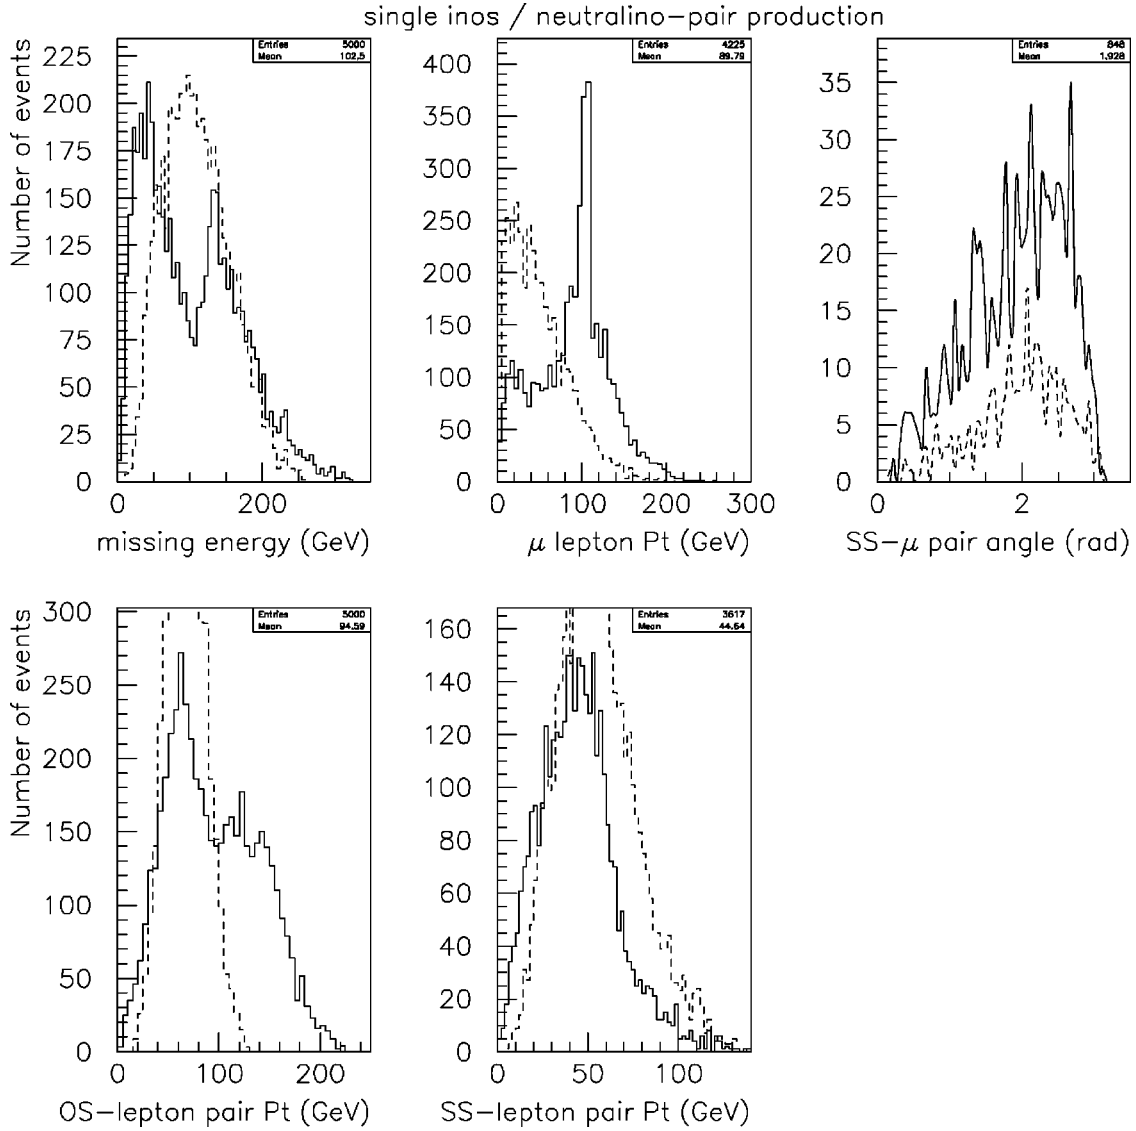 single inos / neutralino-pair production
Number of events
225
200
175
150
125
100
75
50
25
0
Entries 5000
Mean 102.5
0 200
missing energy (GeV)
400
350
300
250
200
150
100
50
0
Entries 4225
Mean 89.79
0 100 200 300
μ lepton Pt (GeV)
35
30
25
20
15
10
5
0
Entries 848
Mean 1.928
0 2
SS-μ pair angle (rad)
Number of events
300
250
200
150
100
50
0
Entries 5000
Mean 94.59
0 100 200
OS-lepton pair Pt (GeV)
160
140
120
100
80
60
40
20
0
Entries 3617
Mean 44.64
0 50 100
SS-lepton pair Pt (GeV)